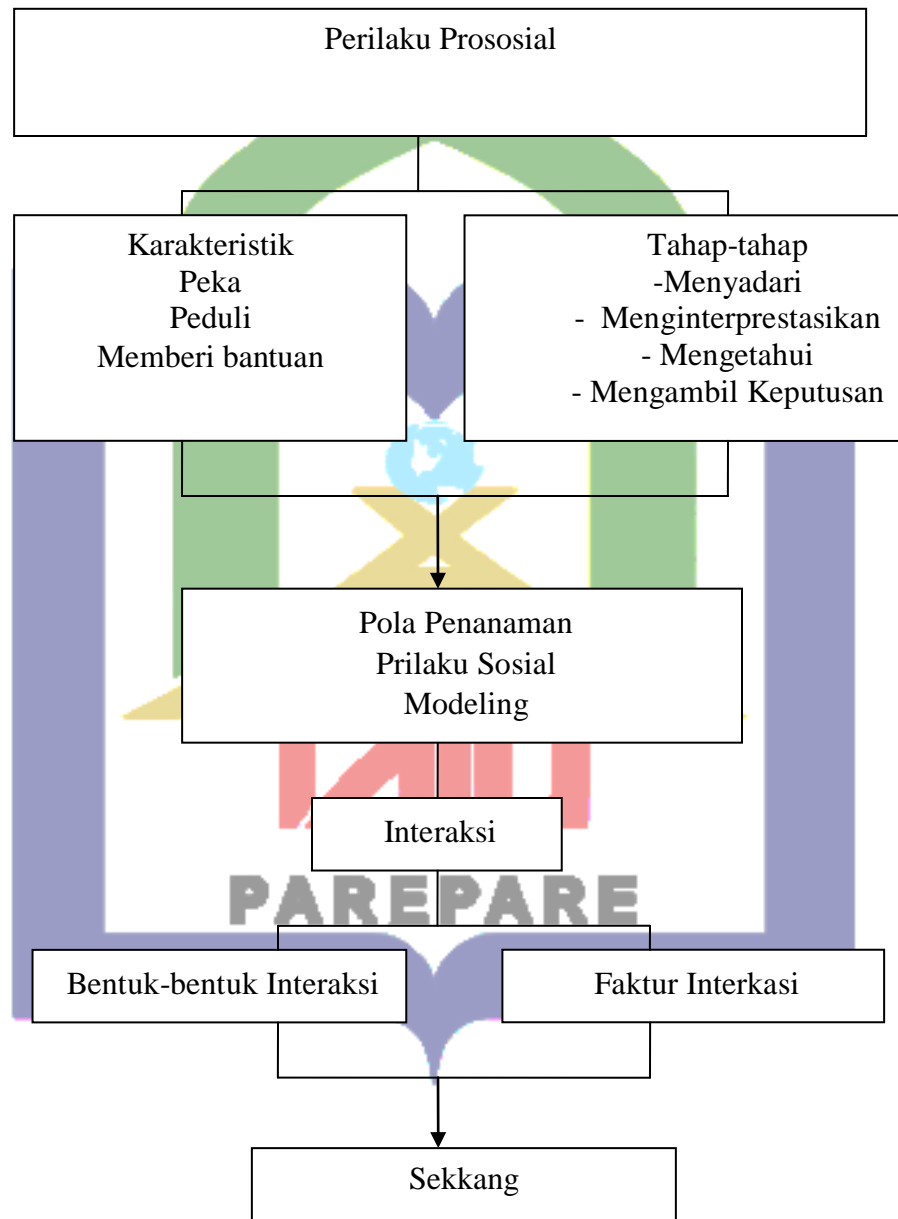 Perilaku Prososial
Karakteristik
Peka
Peduli
Memberi bantuan
Tahap-tahap
-Menyadari
- Menginterprestasikan
- Mengetahui
- Mengambil Keputusan
Pola Penanaman
Prilaku Sosial
Modeling
Interaksi
PAREPARE
Bentuk-bentuk Interaksi
Faktur Interkasi
Sekkang